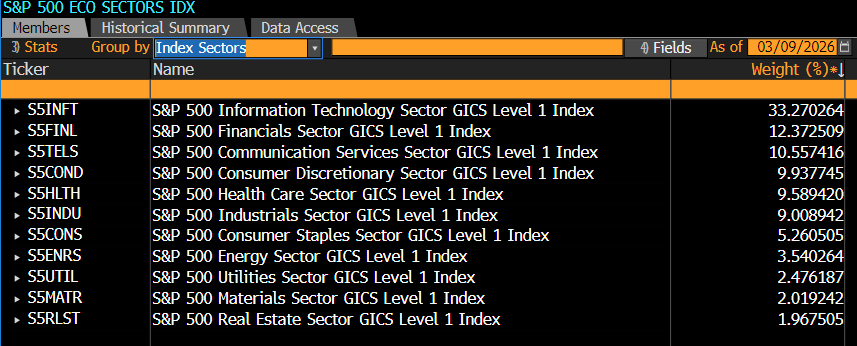 S&P 500 ECO SECTORS IDX
Members Historical Summary Data Access
3) Stats Group by Index Sectors 4) Fields As of 03/09/2026
Ticker Name Weight (%)*↓
S5INFT S&P 500 Information Technology Sector GICS Level 1 Index 33.270264
S5FINL S&P 500 Financials Sector GICS Level 1 Index 12.372509
S5TELS S&P 500 Communication Services Sector GICS Level 1 Index 10.557416
S5COND S&P 500 Consumer Discretionary Sector GICS Level 1 Index 9.937745
S5HLTH S&P 500 Health Care Sector GICS Level 1 Index 9.589420
S5INDU S&P 500 Industrials Sector GICS Level 1 Index 9.008942
S5CONS S&P 500 Consumer Staples Sector GICS Level 1 Index 5.260505
S5ENRS S&P 500 Energy Sector GICS Level 1 Index 3.540264
S5UTIL S&P 500 Utilities Sector GICS Level 1 Index 2.476187
S5MATR S&P 500 Materials Sector GICS Level 1 Index 2.019242
S5RLST S&P 500 Real Estate Sector GICS Level 1 Index 1.967505